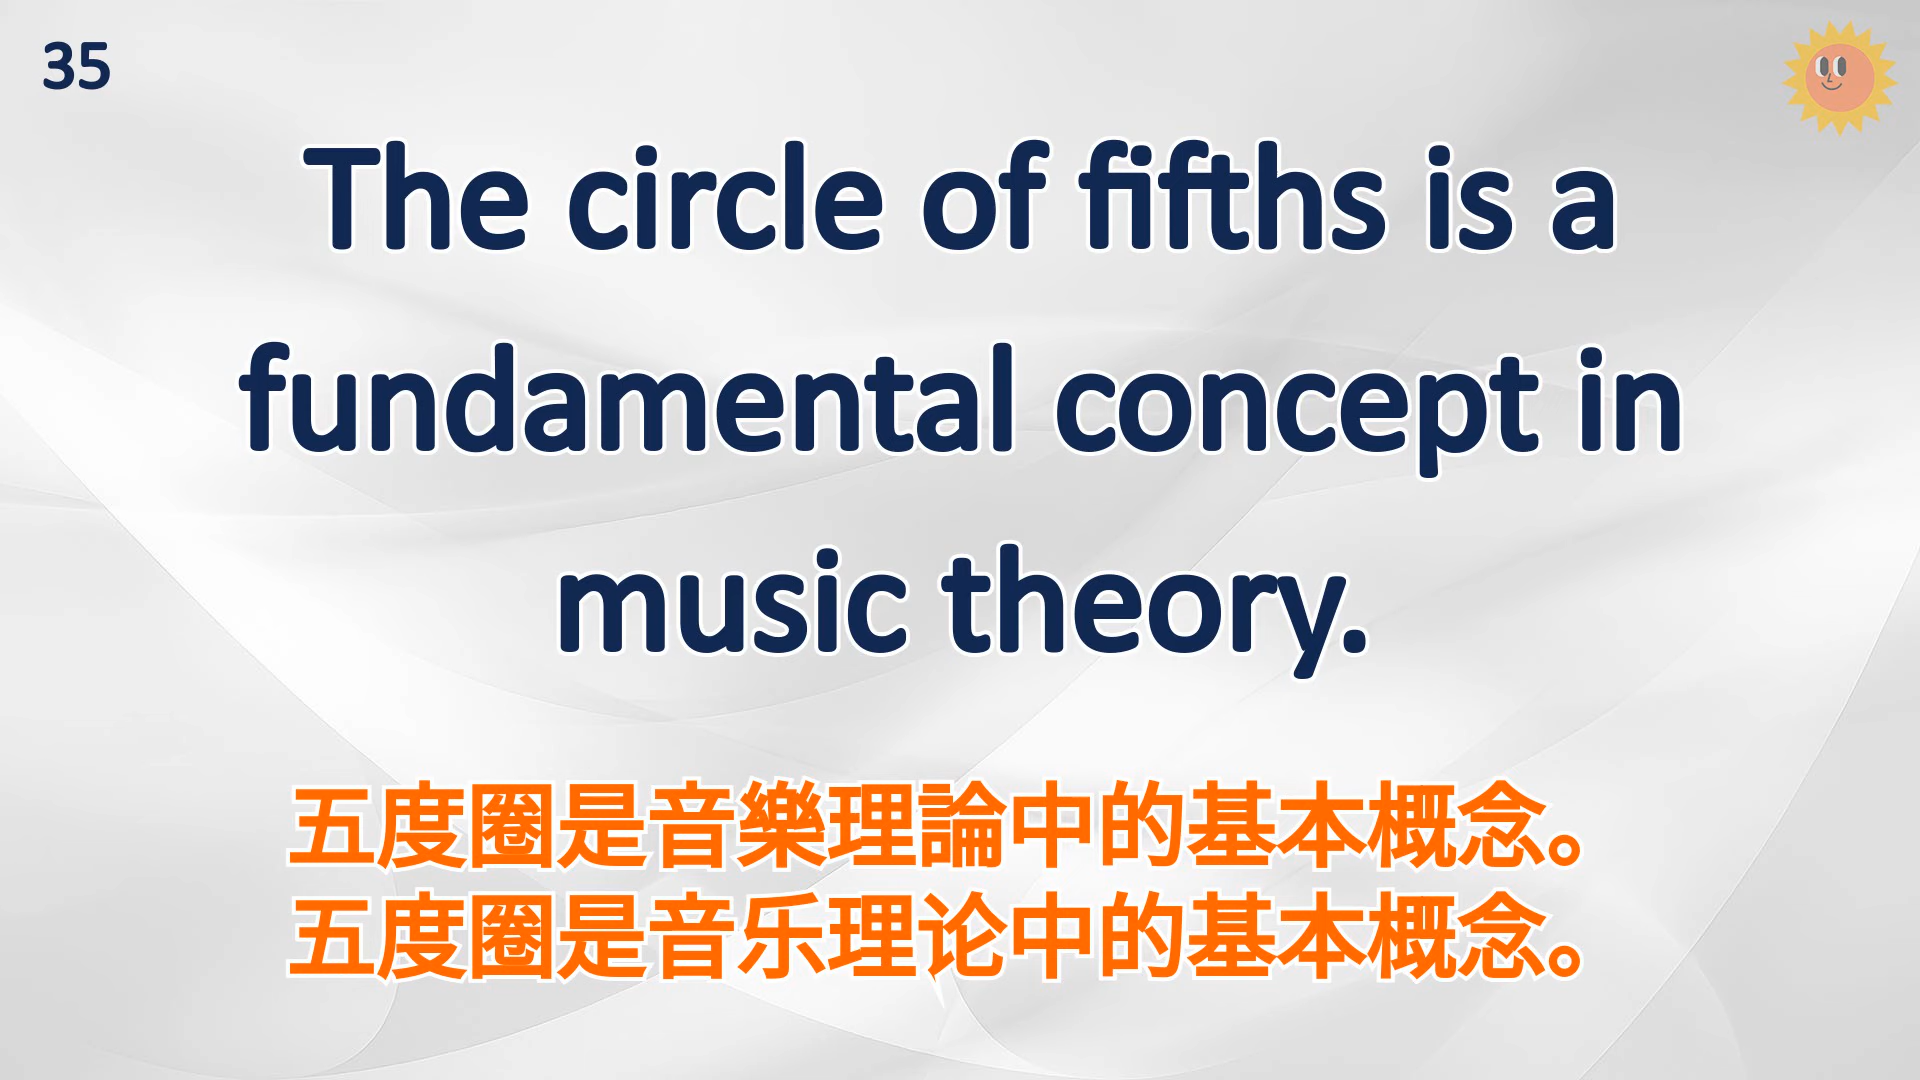 35
The circle of fifths is a
fundamental concept in
music theory.
五度圈是音樂理論中的基本概念。
五度圈是音乐理论中的基本概念。